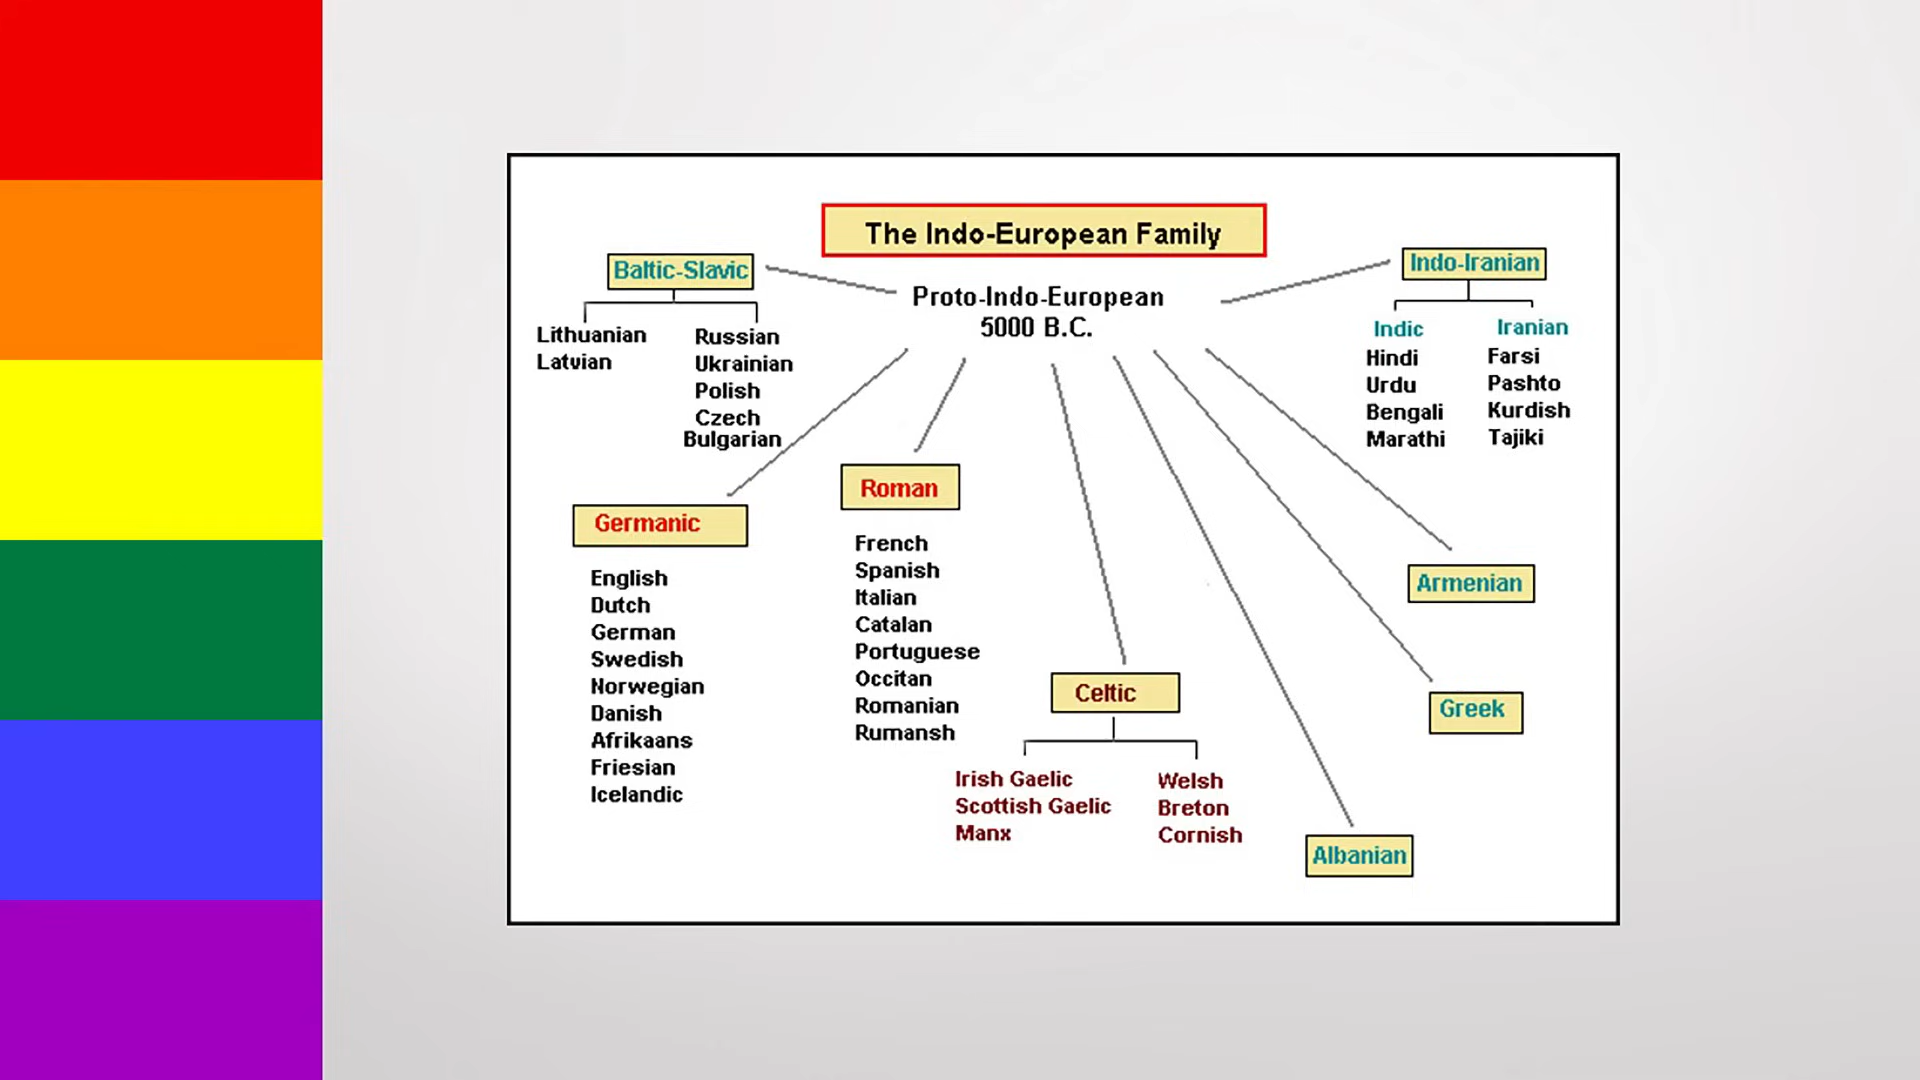 The Indo-European Family
Proto-Indo-European
5000 B.C.
Baltic-Slavic
Lithuanian
Latvian
Russian
Ukrainian
Polish
Czech
Bulgarian
Indo-Iranian
Indic
Hindi
Urdu
Bengali
Marathi
Iranian
Farsi
Pashto
Kurdish
Tajiki
Germanic
English
Dutch
German
Swedish
Norwegian
Danish
Afrikaans
Friesian
Icelandic
Roman
French
Spanish
Italian
Catalan
Portuguese
Occitan
Romanian
Rumansh
Celtic
Irish Gaelic
Scottish Gaelic
Manx
Welsh
Breton
Cornish
Armenian
Greek
Albanian